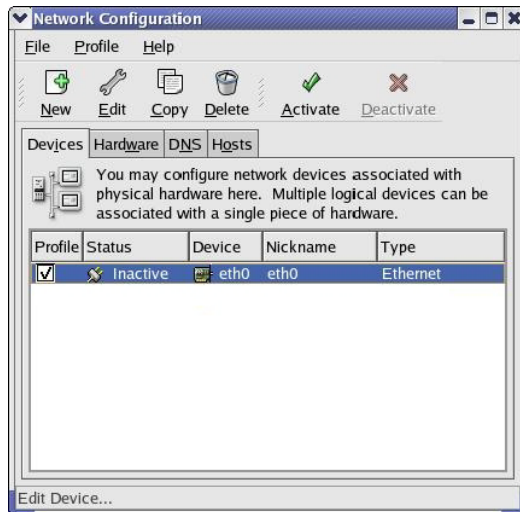 Network Configuration
File Profile Help
New Edit Copy Delete Activate Deactivate
Devices Hardware DNS Hosts
You may configure network devices associated with
physical hardware here. Multiple logical devices can be
associated with a single piece of hardware.
Profile Status Device Nickname Type
Inactive eth0 eth0 Ethernet
Edit Device...